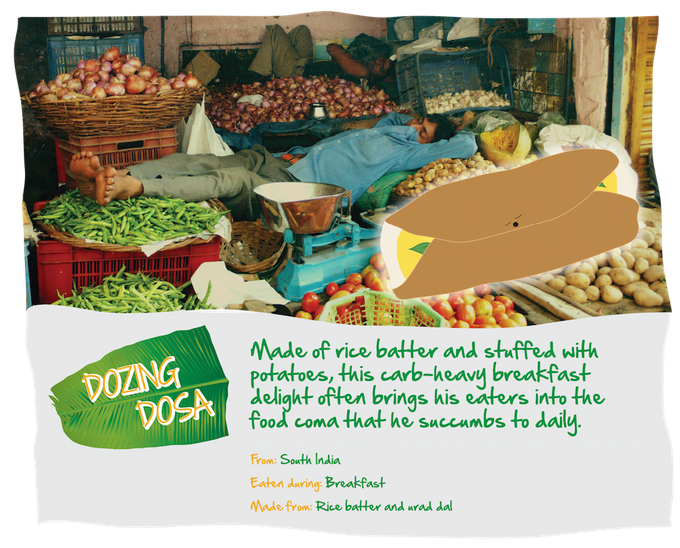 DOZING
DOSA
Made of rice batter and stuffed with
potatoes, this carb-heavy breakfast
delight often brings his eaters into the
food coma that he succumbs to daily.
From: South India
Eaten during: Breakfast
Made from: Rice batter and urad dal